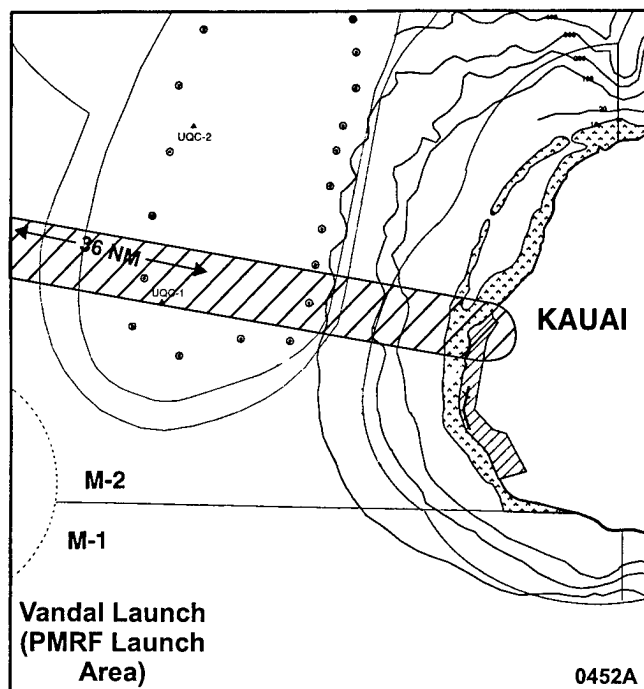 UQC-2
36 NM
UQC-1
KAUAI
M-2
M-1
Vandal Launch
(PMRF Launch
Area)
0452A